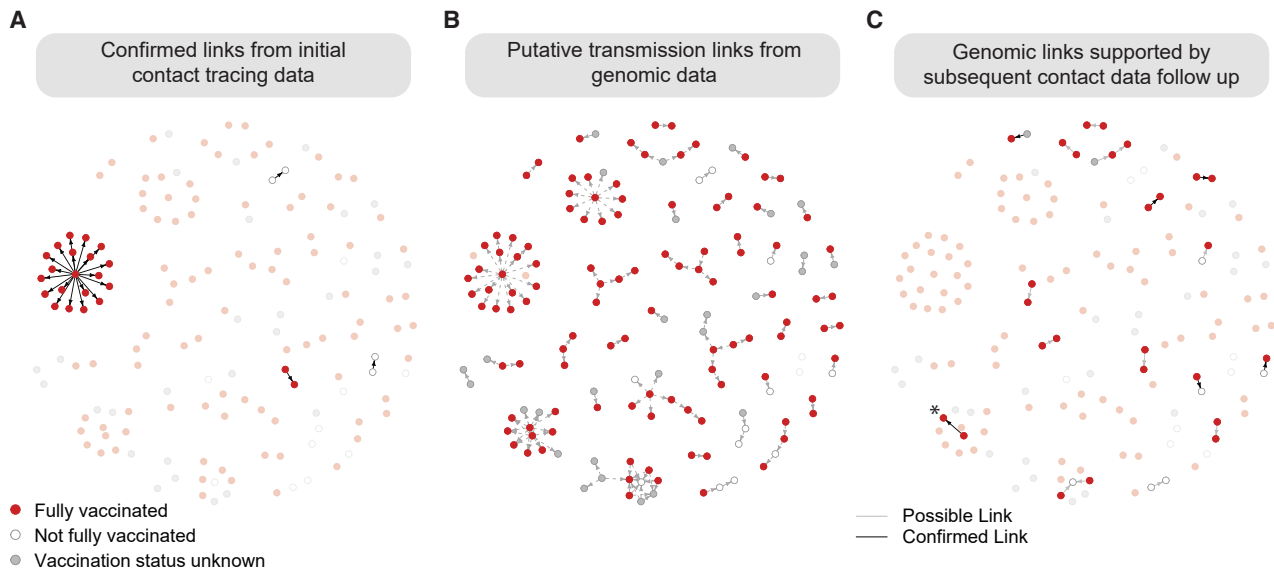 A
Confirmed links from initial
contact tracing data
B
Putative transmission links from
genomic data
C
Genomic links supported by
subsequent contact data follow up
*
Fully vaccinated
Not fully vaccinated
Vaccination status unknown
Possible Link
Confirmed Link